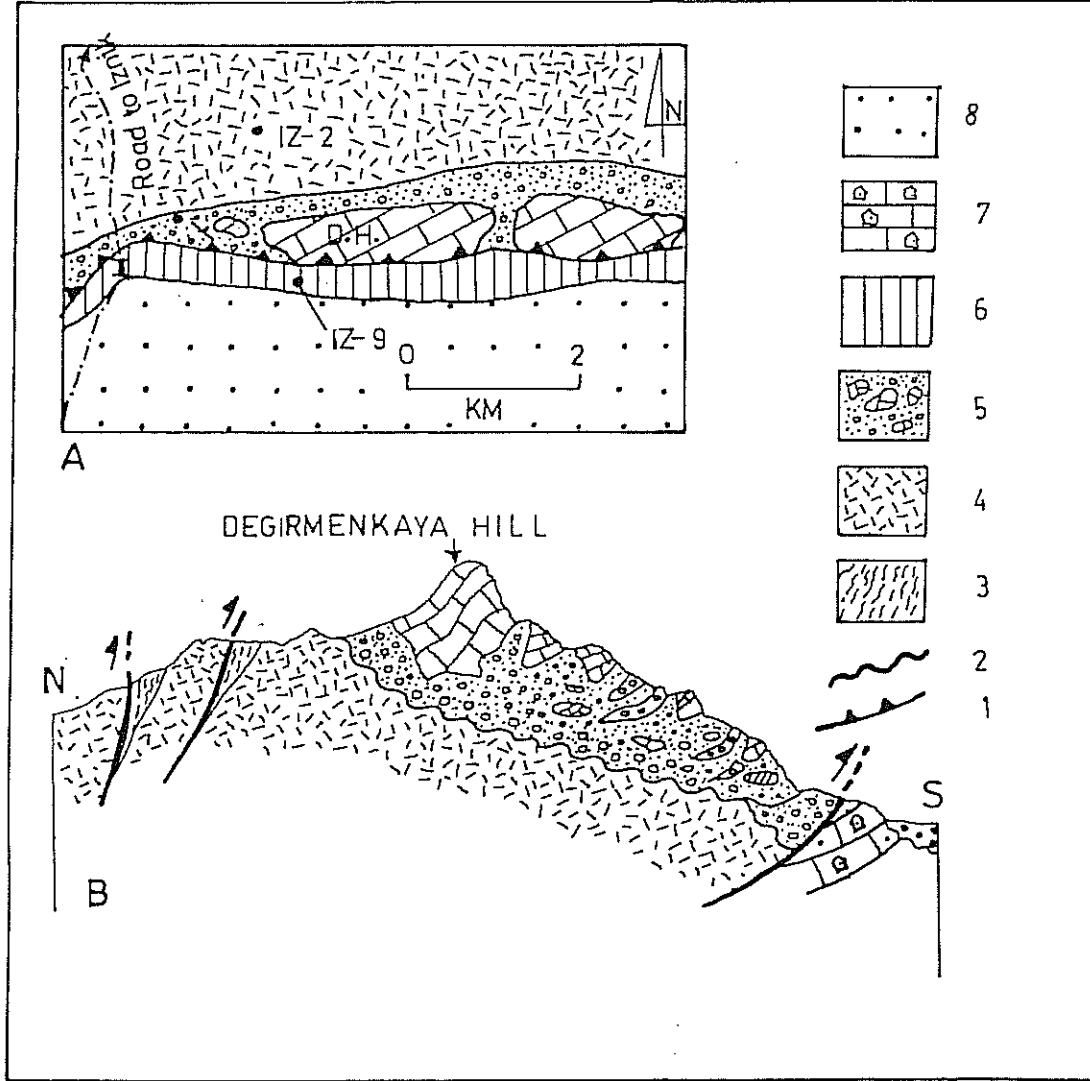 Road to Iznik
IZ-2
N
D.H.
IZ-9
0 2
KM
A
8
7
6
5
4
3
2
1
DEGIRMENKAYA HILL
N
S
B